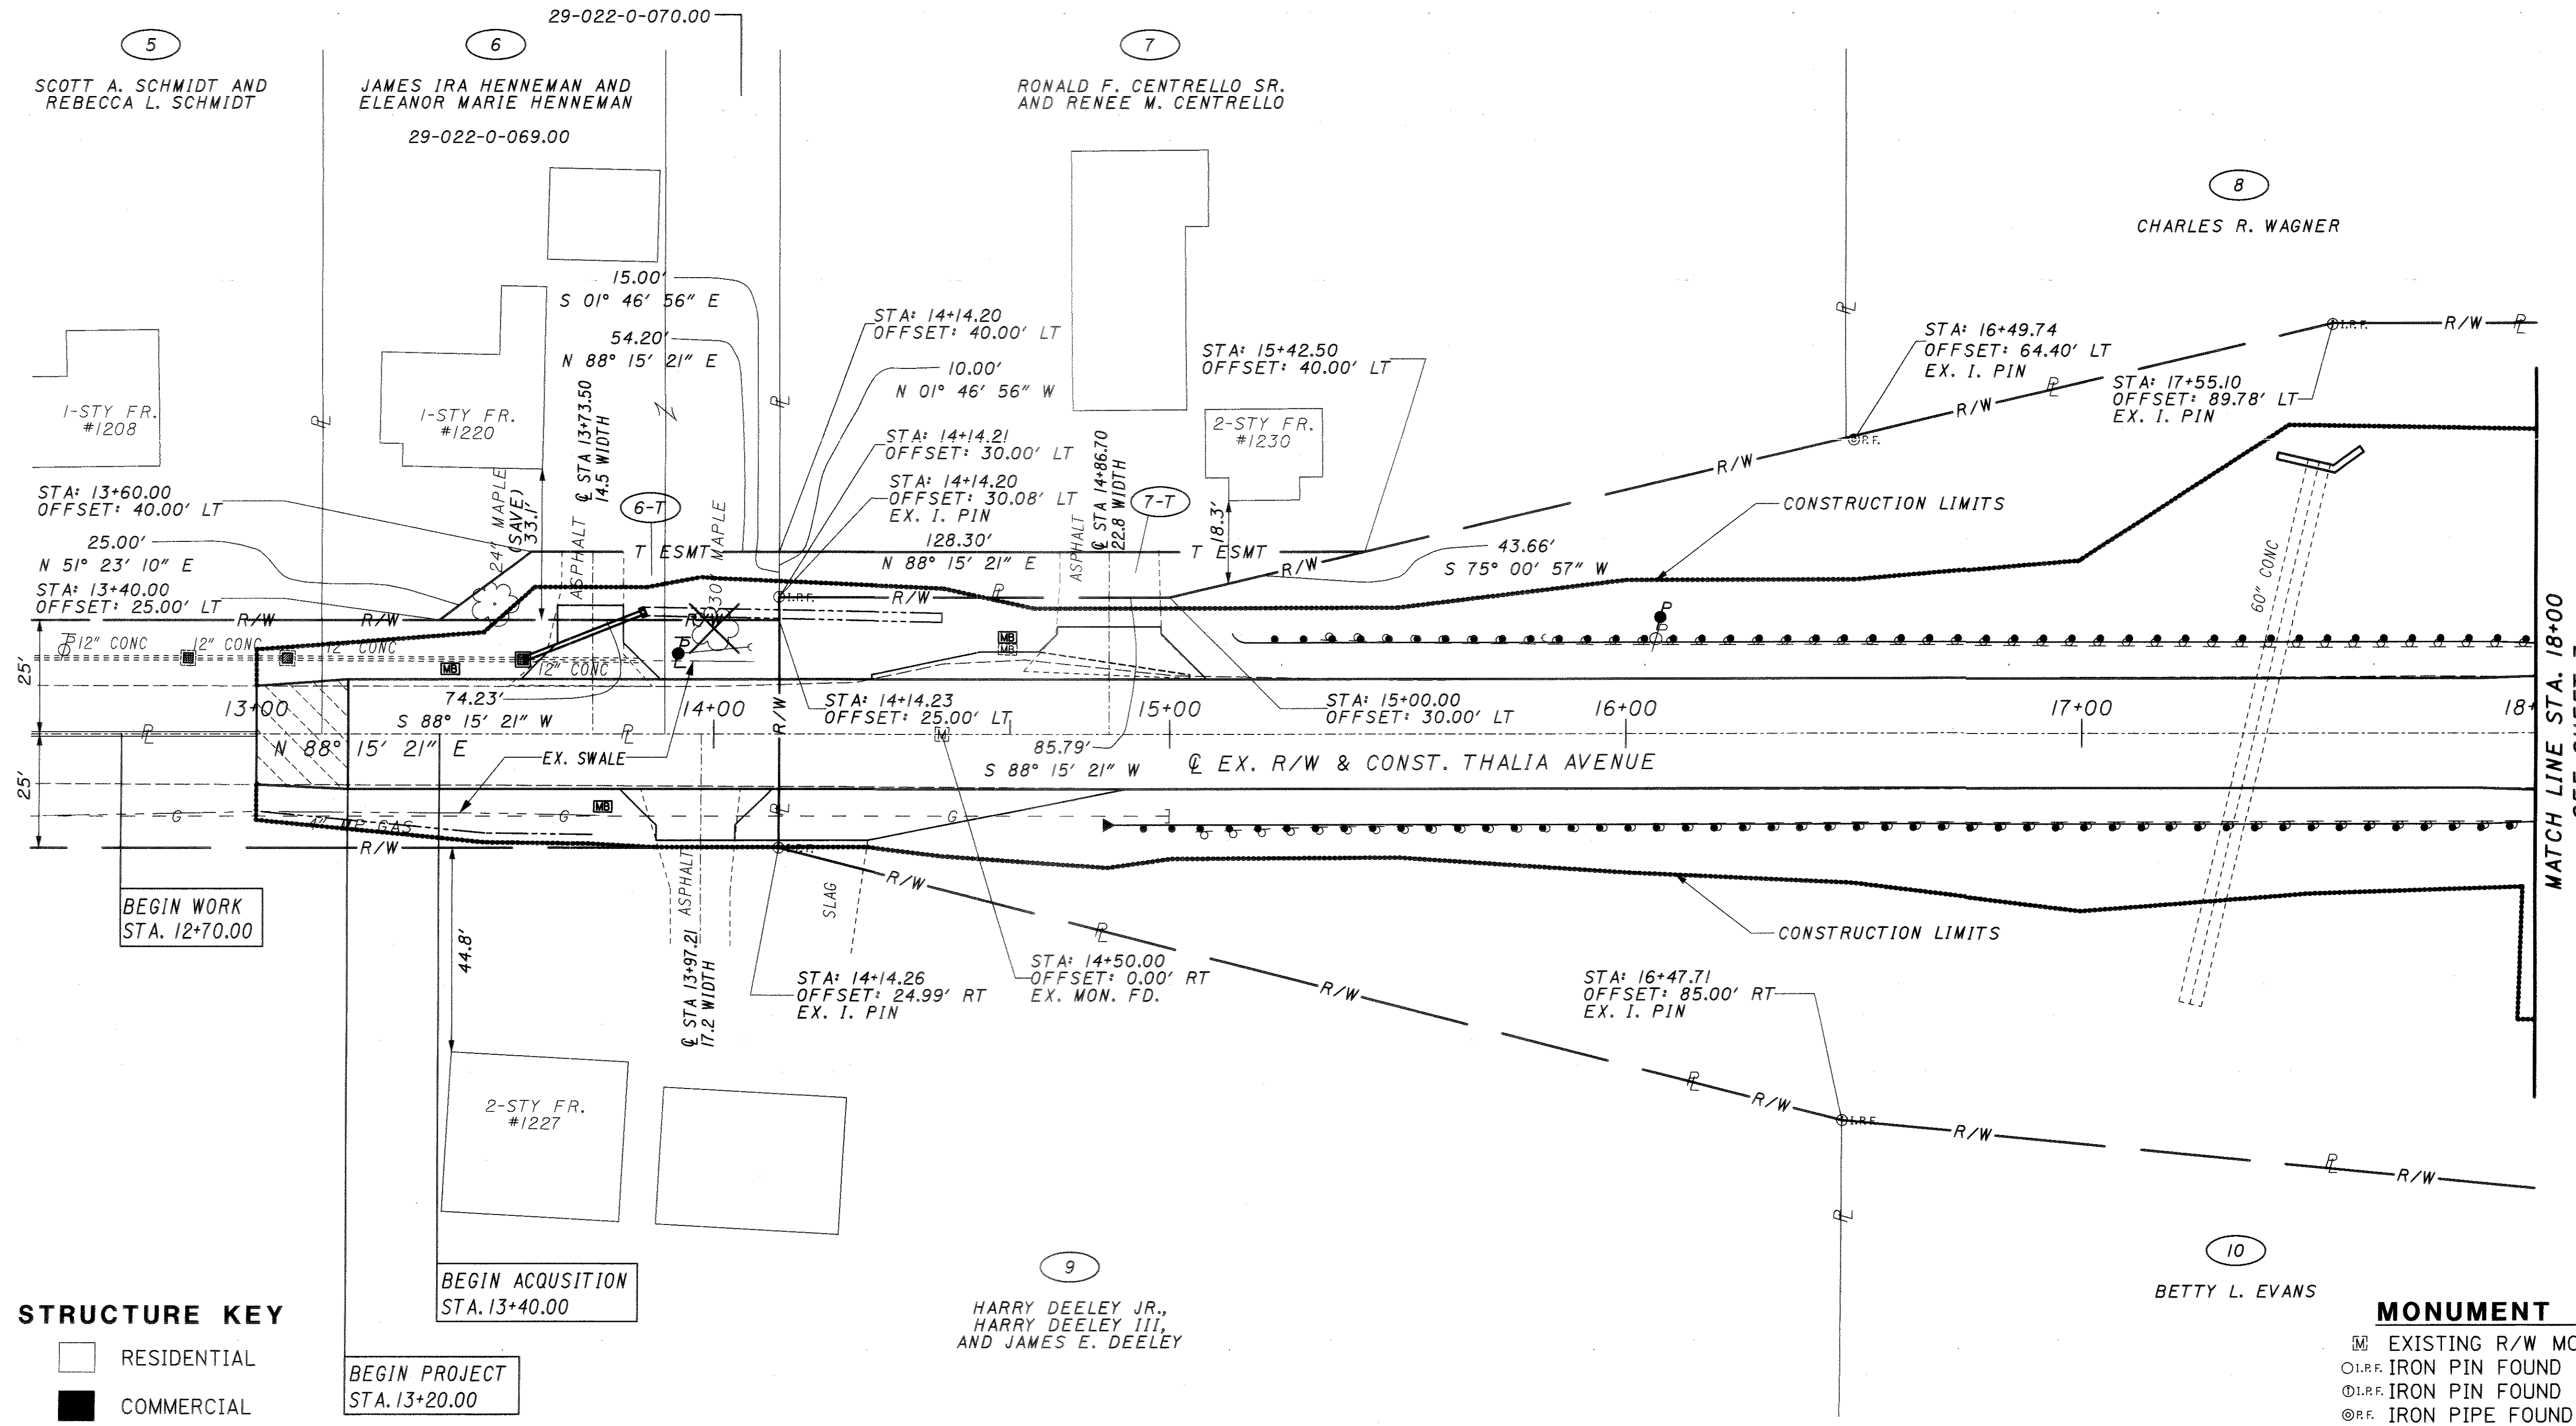 29-022-0-070.00
5
6
7
SCOTT A. SCHMIDT AND
REBECCA L. SCHMIDT
JAMES IRA HENNEMAN AND
ELEANOR MARIE HENNEMAN
29-022-0-069.00
RONALD F. CENTRELLO SR.
AND RENEE M. CENTRELLO
8
CHARLES R. WAGNER
15.00'
S 01° 46' 56" E
54.20'
N 88° 15' 21" E
STA: 14+14.20
OFFSET: 40.00' LT
10.00'
N 01° 46' 56" W
STA: 14+14.21
OFFSET: 30.00' LT
STA: 14+14.20
OFFSET: 30.08' LT
EX. I. PIN
128.30'
N 88° 15' 21" E
STA: 15+42.50
OFFSET: 40.00' LT
STA: 16+49.74
OFFSET: 64.40' LT
EX. I. PIN
STA: 17+55.10
OFFSET: 89.78' LT
EX. I. PIN
I.P.F.
R/W
PL
R/W
PL
P.F.
R/W
R/W
1-STY FR.
#1208
1-STY FR.
#1220
2-STY FR.
#1230
℄ STA 13+73.50
14.5 WIDTH
℄ STA 14+86.70
22.8 WIDTH
24" MAPLE
(SAVE)
33.1'
ASPHALT
6-T
30" MAPLE
7-T
ASPHALT
18.3'
STA: 13+60.00
OFFSET: 40.00' LT
25.00'
N 51° 23' 10" E
STA: 13+40.00
OFFSET: 25.00' LT
T ESMT
T ESMT
43.66'
S 75° 00' 57" W
CONSTRUCTION LIMITS
60" CONC
R/W
R/W
I.P.F.
R/W
PL
12" CONC
12" CONC
12" CONC
12" CONC
MB
MB
MB
P
25'
25'
74.23'
S 88° 15' 21" W
STA: 14+14.23
OFFSET: 25.00' LT
STA: 15+00.00
OFFSET: 30.00' LT
13+00
14+00
15+00
16+00
17+00
18+
R/W
N 88° 15' 21" E
EX. SWALE
M
85.79'
S 88° 15' 21" W
℄ EX. R/W & CONST. THALIA AVENUE
MATCH LINE STA. 18+00
MB
G
G
G
4" MP GAS
R/W
I.P.F.
R/W
PL
R/W
BEGIN WORK
STA. 12+70.00
44.8'
ASPHALT
℄ STA 13+97.21
17.2 WIDTH
SLAG
STA: 14+14.26
OFFSET: 24.99' RT
EX. I. PIN
STA: 14+50.00
OFFSET: 0.00' RT
EX. MON. FD.
CONSTRUCTION LIMITS
STA: 16+47.71
OFFSET: 85.00' RT
EX. I. PIN
PL
R/W
I.P.F.
R/W
PL
R/W
2-STY FR.
#1227
BEGIN ACQUSITION
STA. 13+40.00
BEGIN PROJECT
STA. 13+20.00
9
HARRY DEELEY JR.,
HARRY DEELEY III,
AND JAMES E. DEELEY
10
BETTY L. EVANS
STRUCTURE KEY
RESIDENTIAL
COMMERCIAL
MONUMENT
M EXISTING R/W MO
I.P.F. IRON PIN FOUND
I.P.F. IRON PIN FOUND
P.F. IRON PIPE FOUND